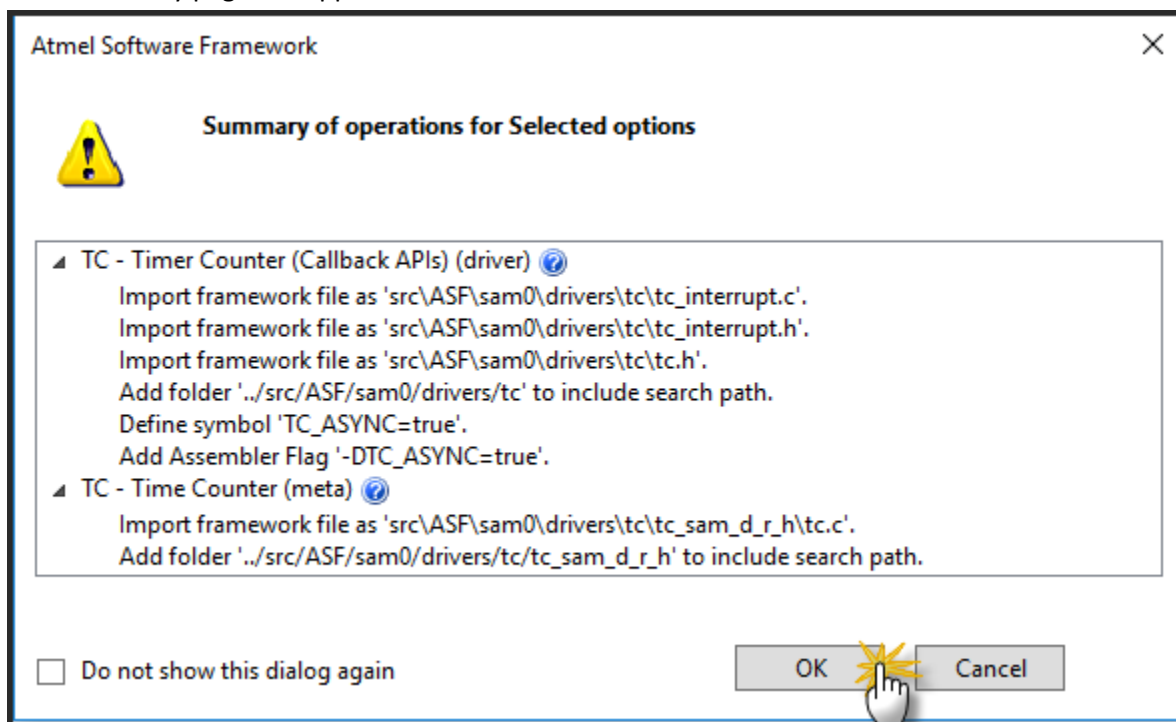 Atmel Software Framework
Summary of operations for Selected options
TC - Timer Counter (Callback APIs) (driver)
Import framework file as 'src\ASF\sam0\drivers\tc\tc_interrupt.c'.
Import framework file as 'src\ASF\sam0\drivers\tc\tc_interrupt.h'.
Import framework file as 'src\ASF\sam0\drivers\tc\tc.h'.
Add folder '../src/ASF/sam0/drivers/tc' to include search path.
Define symbol 'TC_ASYNC=true'.
Add Assembler Flag '-DTC_ASYNC=true'.
TC - Time Counter (meta)
Import framework file as 'src\ASF\sam0\drivers\tc\tc_sam_d_r_h\tc.c'.
Add folder '../src/ASF/sam0/drivers/tc/tc_sam_d_r_h' to include search path.
Do not show this dialog again
OK
Cancel